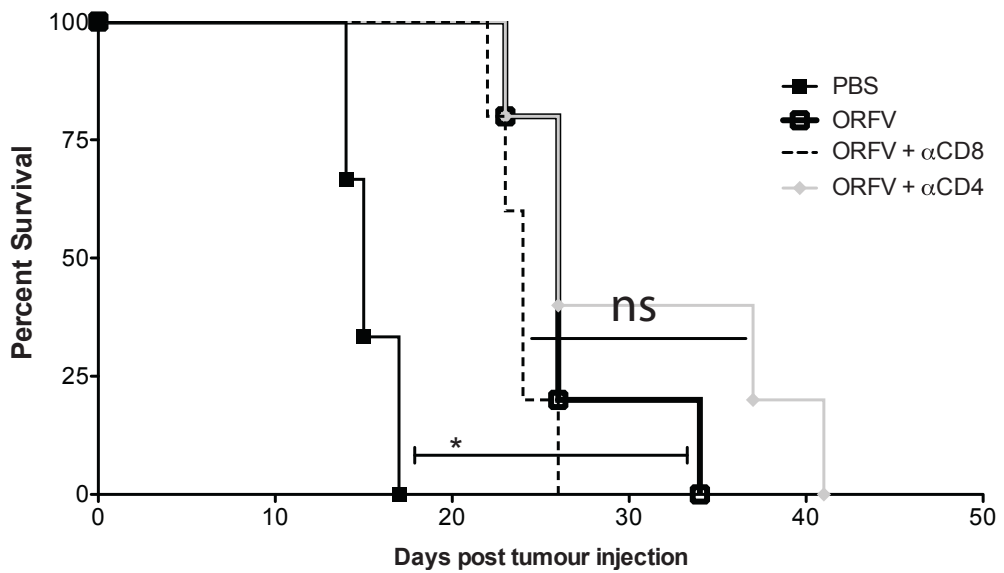 100
75
50
25
0
Percent Survival
PBS
ORFV
ORFV + αCD8
ORFV + αCD4
ns
*
0 10 20 30 40 50
Days post tumour injection